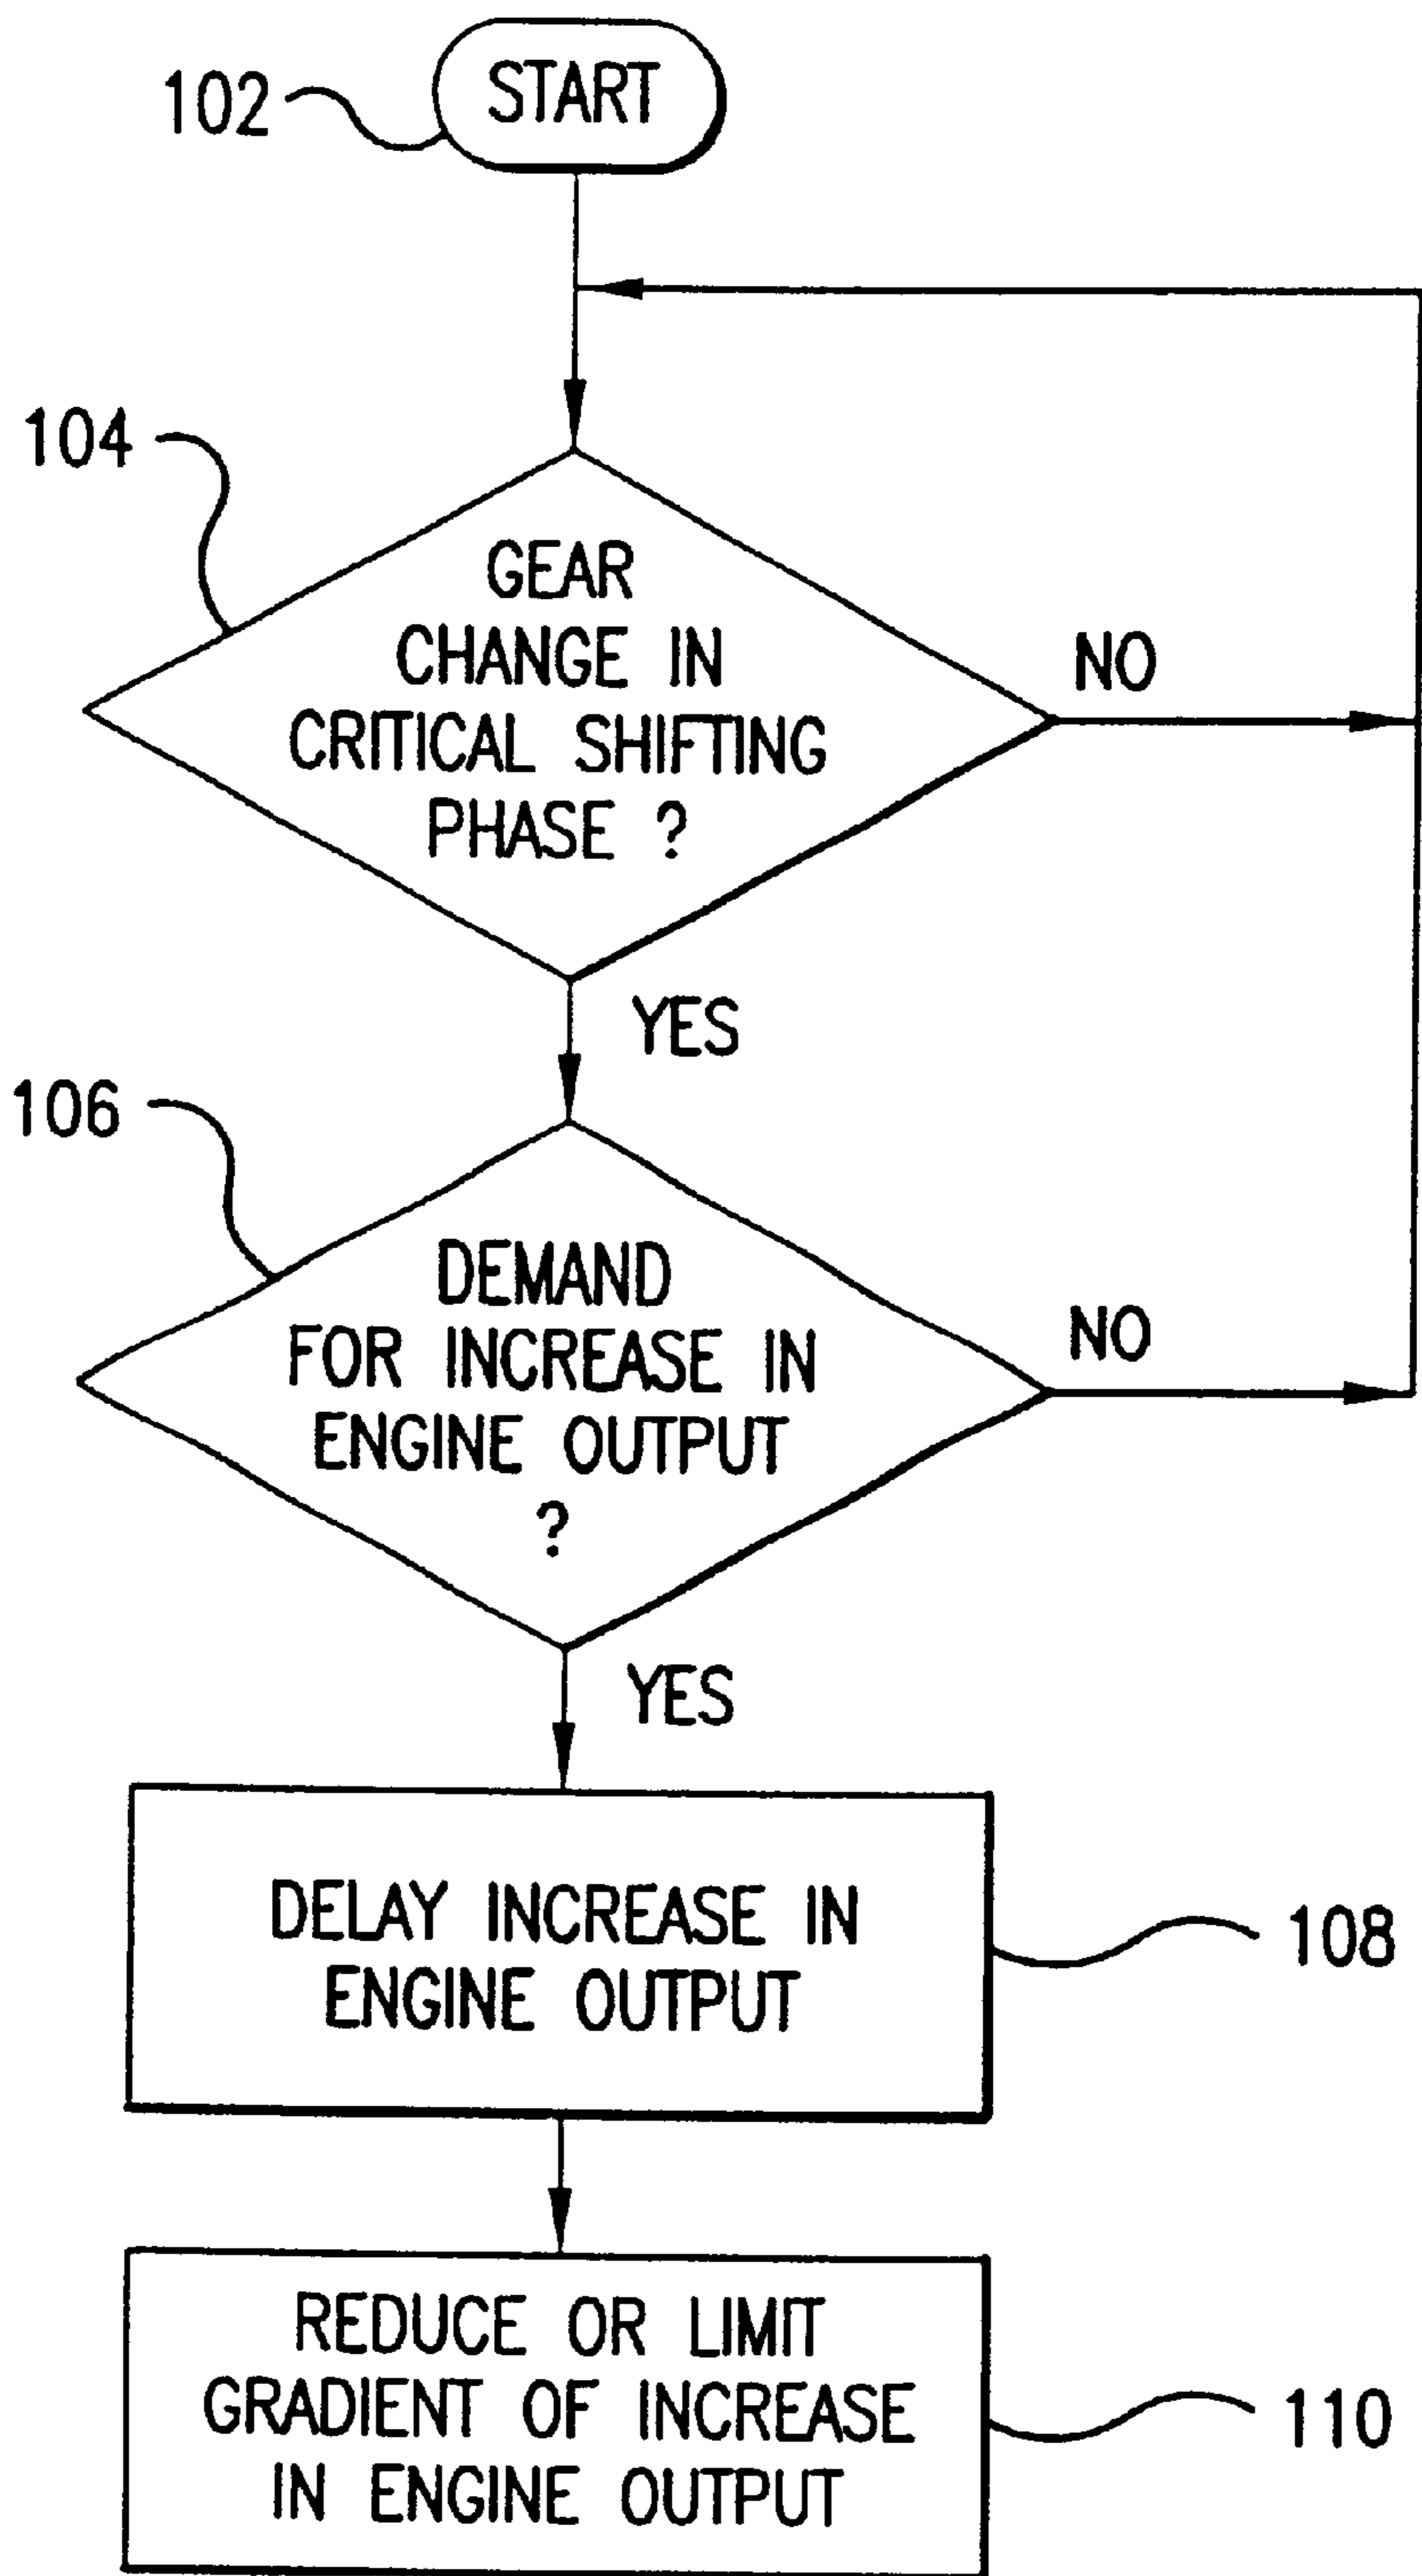 102
START
104
GEAR
CHANGE IN
CRITICAL SHIFTING
PHASE ?
NO
YES
106
DEMAND
FOR INCREASE IN
ENGINE OUTPUT
?
NO
YES
DELAY INCREASE IN
ENGINE OUTPUT
108
REDUCE OR LIMIT
GRADIENT OF INCREASE
IN ENGINE OUTPUT
110